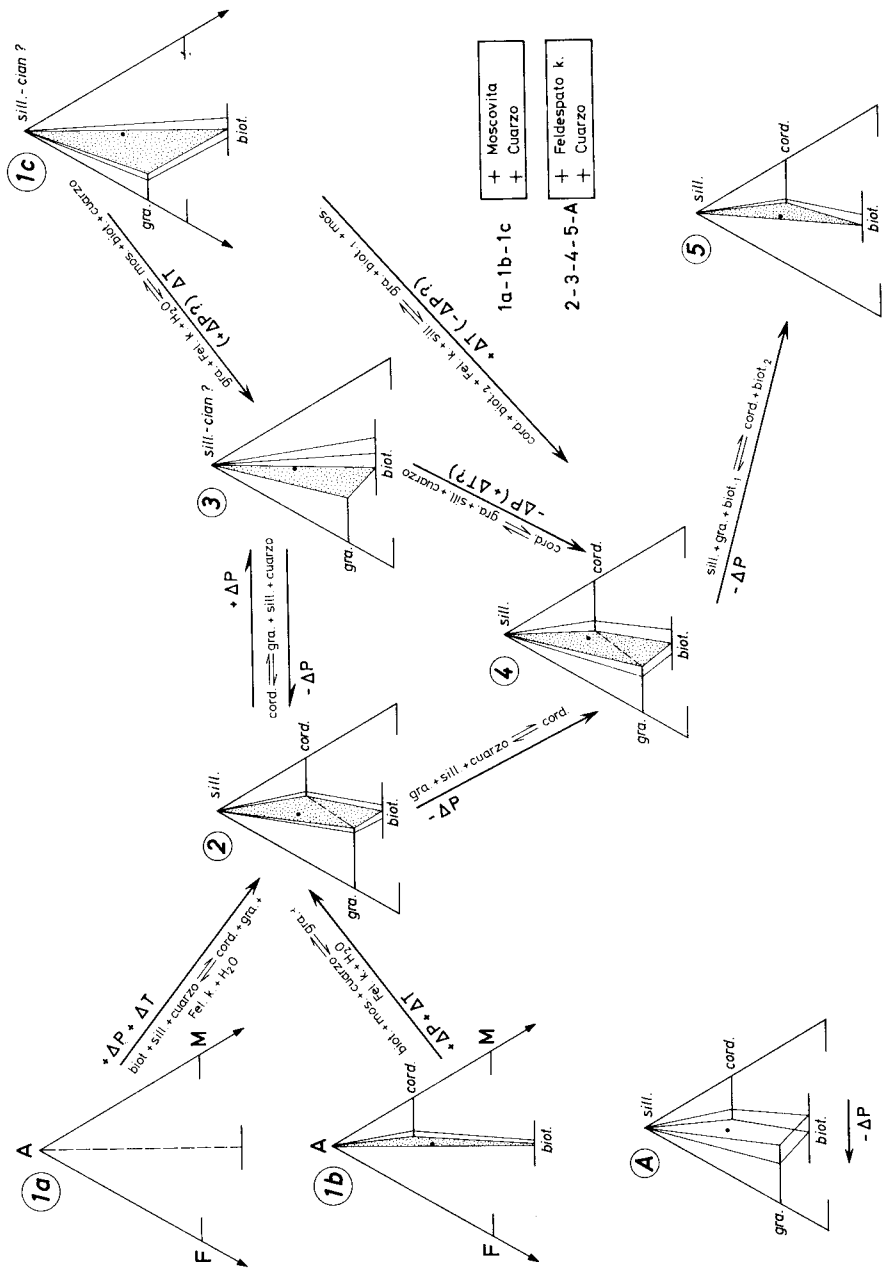 1a
A
F
M
+ΔP + ΔT
biot + sill. + cuarzo ⇌ cord. + gra. +
Fel. k + H₂O
1b
A
F
M
cord.
biot.
biot. + mos + cuarzo ⇌ gra. +
Fel. k + H₂O
+ΔP + ΔT
A
sill.
cord.
gra.
biot.
-ΔP
2
sill.
cord.
gra.
biot.
+ΔP
cord. ⇌ gra. + sill. + cuarzo
-ΔP
gra + sill + cuarzo ⇌ cord.
-ΔP
3
sill.-cian ?
gra.
biot.
gra. + Fel. k + H₂O ⇌ mos. + biot + cuarzo
(+ΔP?) ΔT
1c
sill.-cian ?
gra.
biot.
cord. ⇌ gra. + sill + cuarzo
-ΔP (+ΔT?)
cord + biot.₂ + Fel. k. + sill ⇌ gra. + biot.₁ + mos
+ΔT (-ΔP?)
4
sill.
cord.
gra.
biot.
sill. + gra. + biot.₁ ⇌ cord. + biot.₂
-ΔP
5
sill.
cord.
biot.
1a-1b-1c
+ Moscovita
+ Cuarzo
2-3-4-5-A
+ Feldespato k.
+ Cuarzo